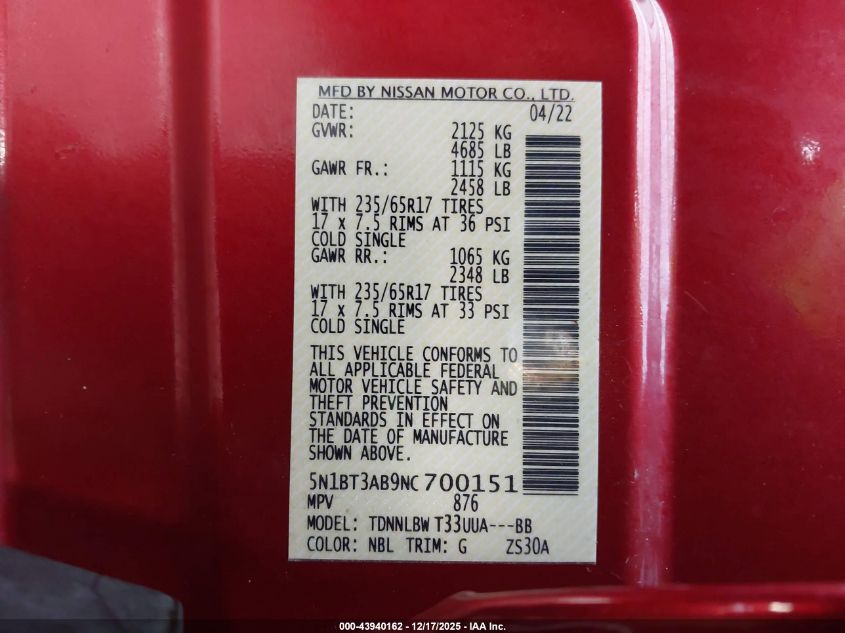 MFD BY NISSAN MOTOR CO., LTD.
DATE: 04/22
GVWR: 2125 KG
4685 LB
GAWR FR.: 1115 KG
2458 LB
WITH 235/65R17 TIRES
17 x 7.5 RIMS AT 36 PSI
COLD SINGLE
GAWR RR.: 1065 KG
2348 LB
WITH 235/65R17 TIRES
17 x 7.5 RIMS AT 33 PSI
COLD SINGLE
THIS VEHICLE CONFORMS TO
ALL APPLICABLE FEDERAL
MOTOR VEHICLE SAFETY AND
THEFT PREVENTION
STANDARDS IN EFFECT ON
THE DATE OF MANUFACTURE
SHOWN ABOVE.
5N1BT3AB9NC700151
MPV 876
MODEL: TDNNLBW T33UUA---BB
COLOR: NBL TRIM: G ZS30A
000-43940162 - 12/17/2025 - IAA Inc.